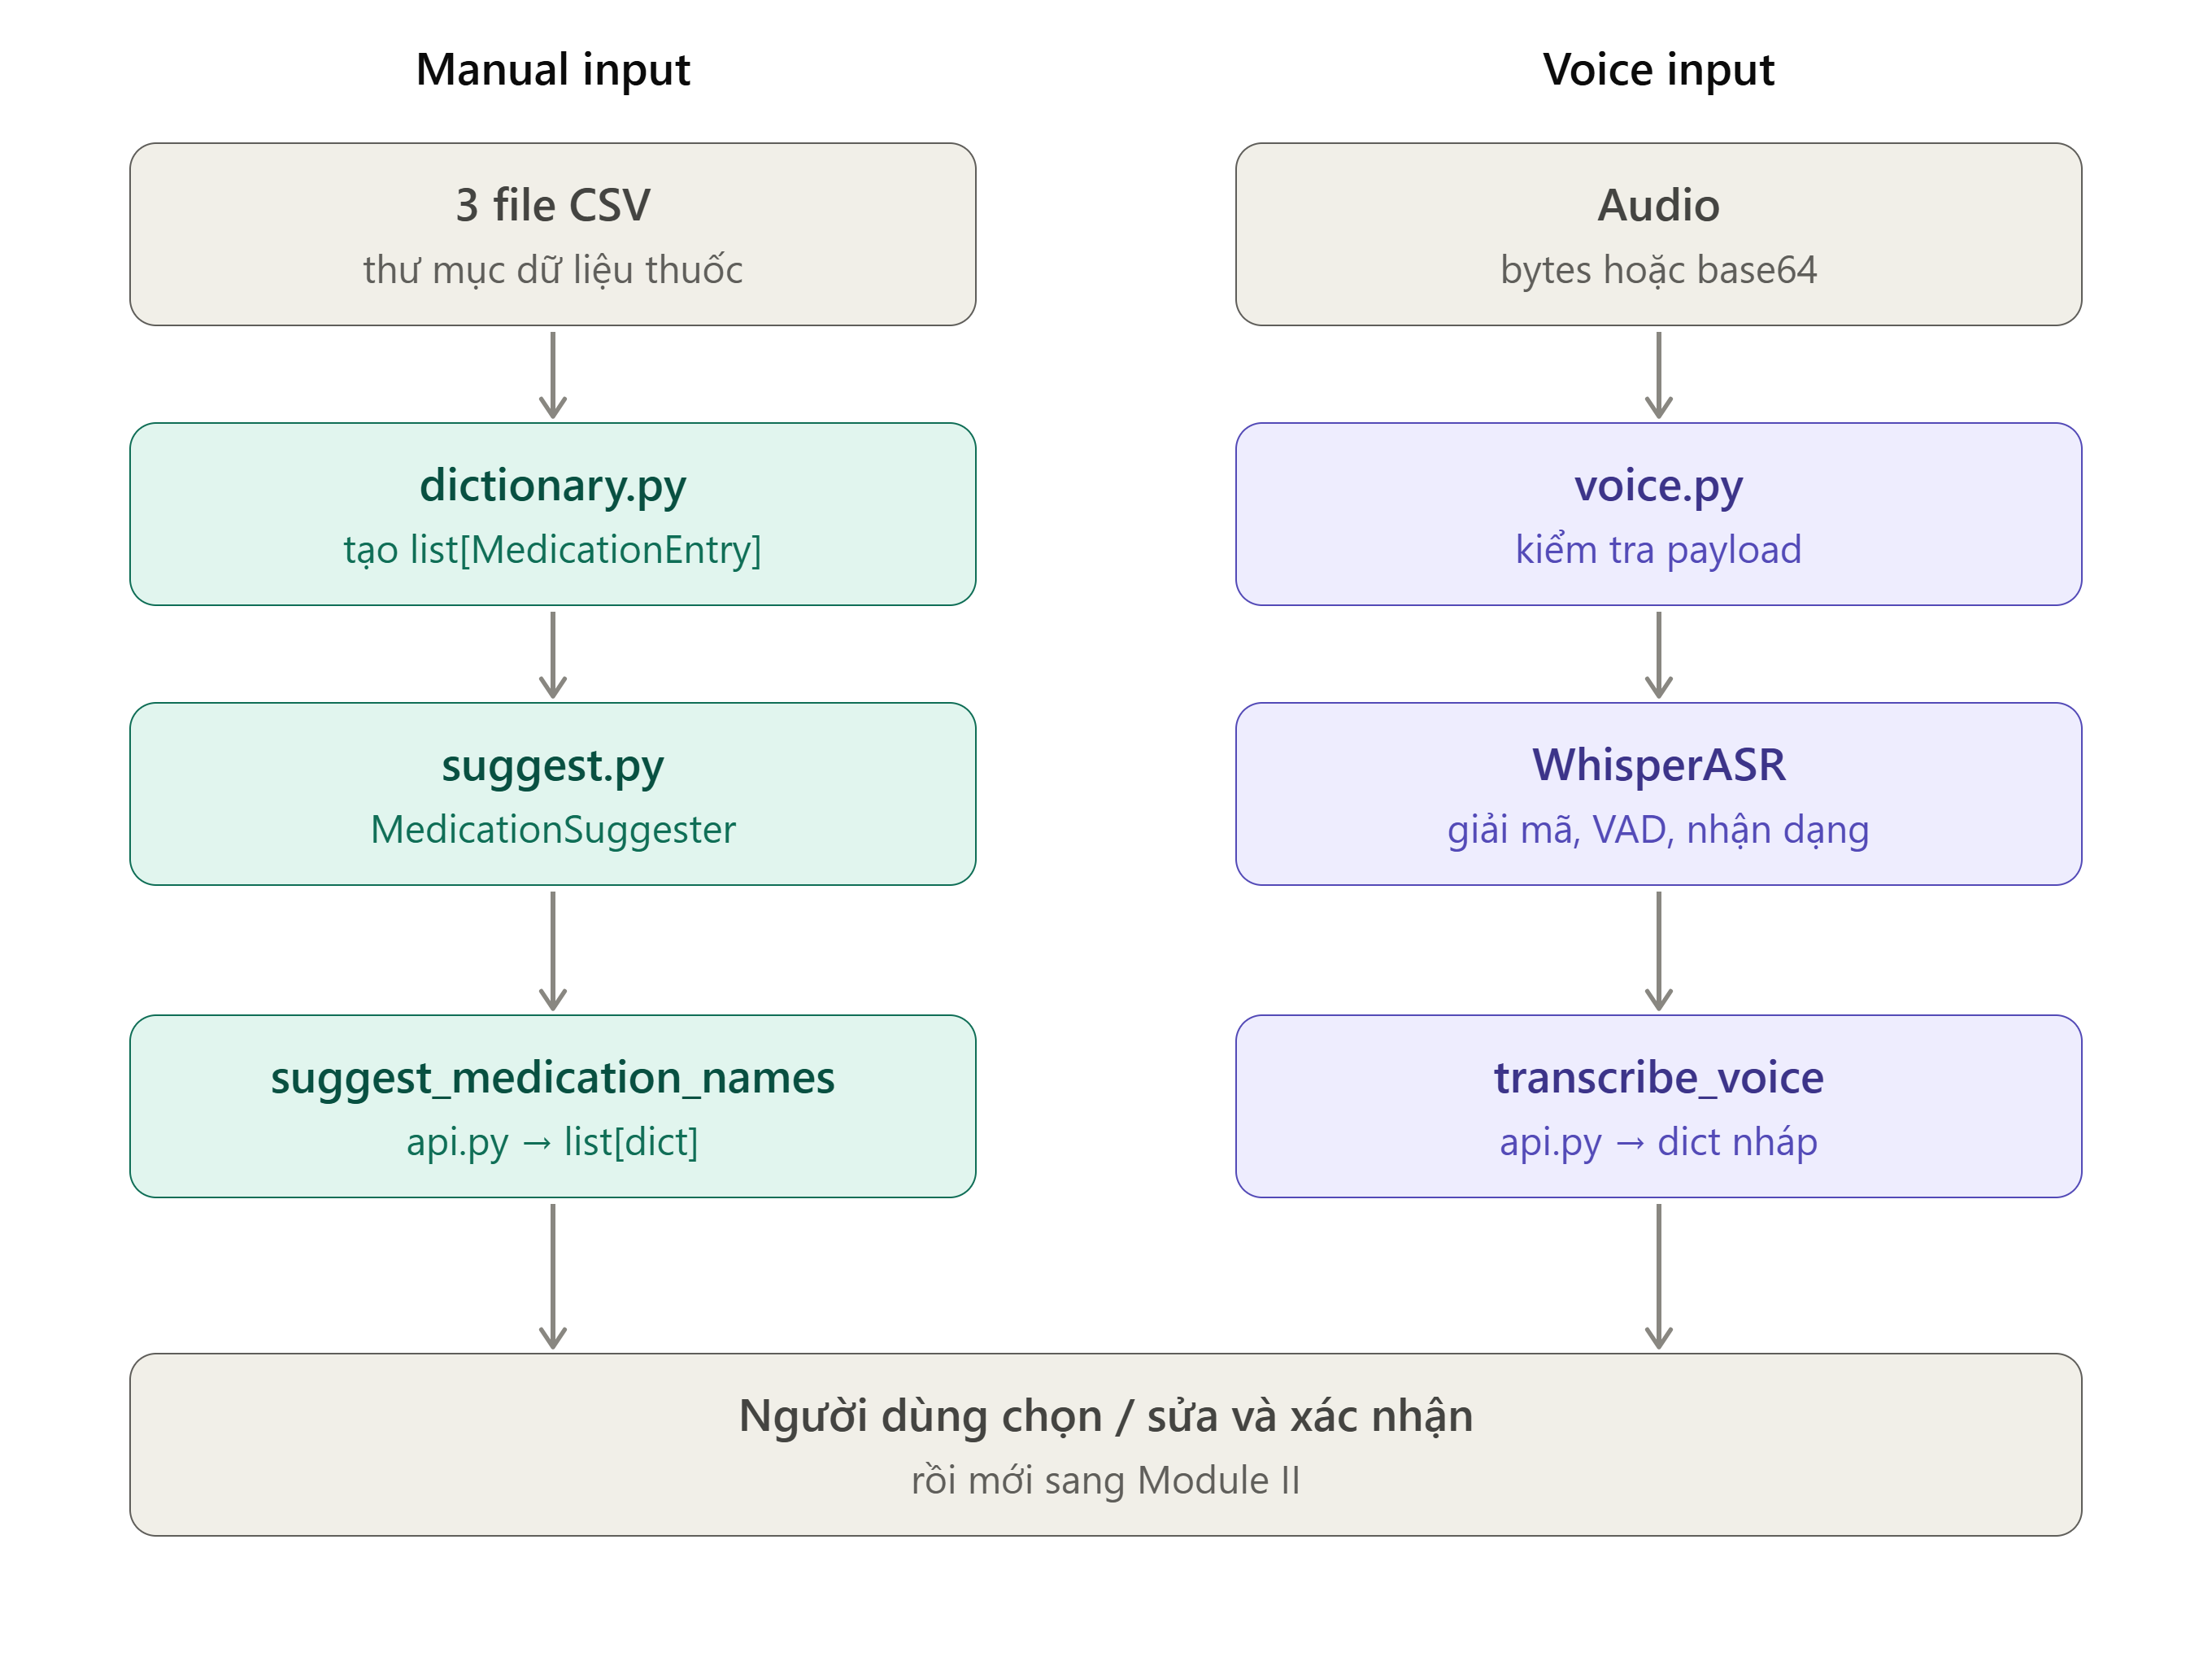 Manual input
3 file CSV
thư mục dữ liệu thuốc
dictionary.py
tạo list[MedicationEntry]
suggest.py
MedicationSuggester
suggest_medication_names
api.py → list[dict]
Voice input
Audio
bytes hoặc base64
voice.py
kiểm tra payload
WhisperASR
giải mã, VAD, nhận dạng
transcribe_voice
api.py → dict nháp
Người dùng chọn / sửa và xác nhận
rồi mới sang Module II